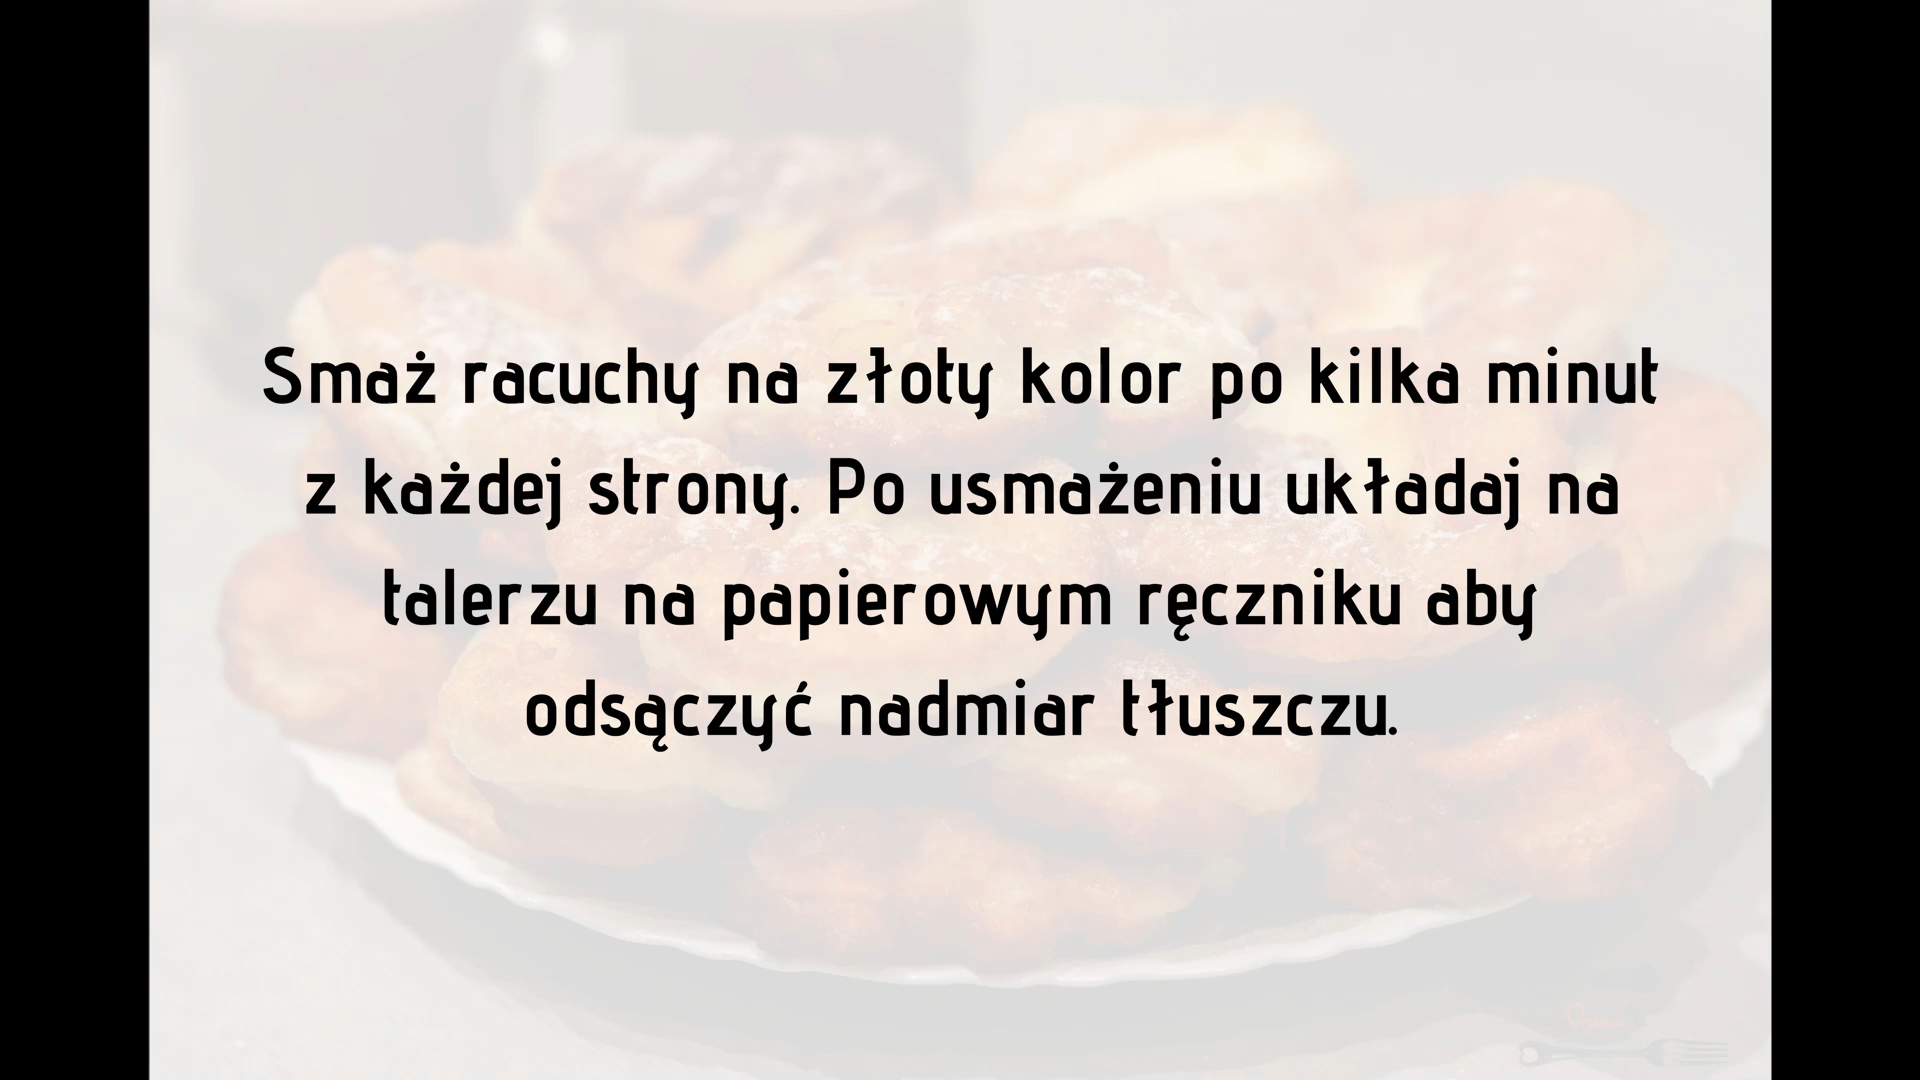 Smaż racuchy na złoty kolor po kilka minut
z każdej strony. Po usmażeniu układaj na
talerzu na papierowym ręczniku aby
odsączyć nadmiar tłuszczu.